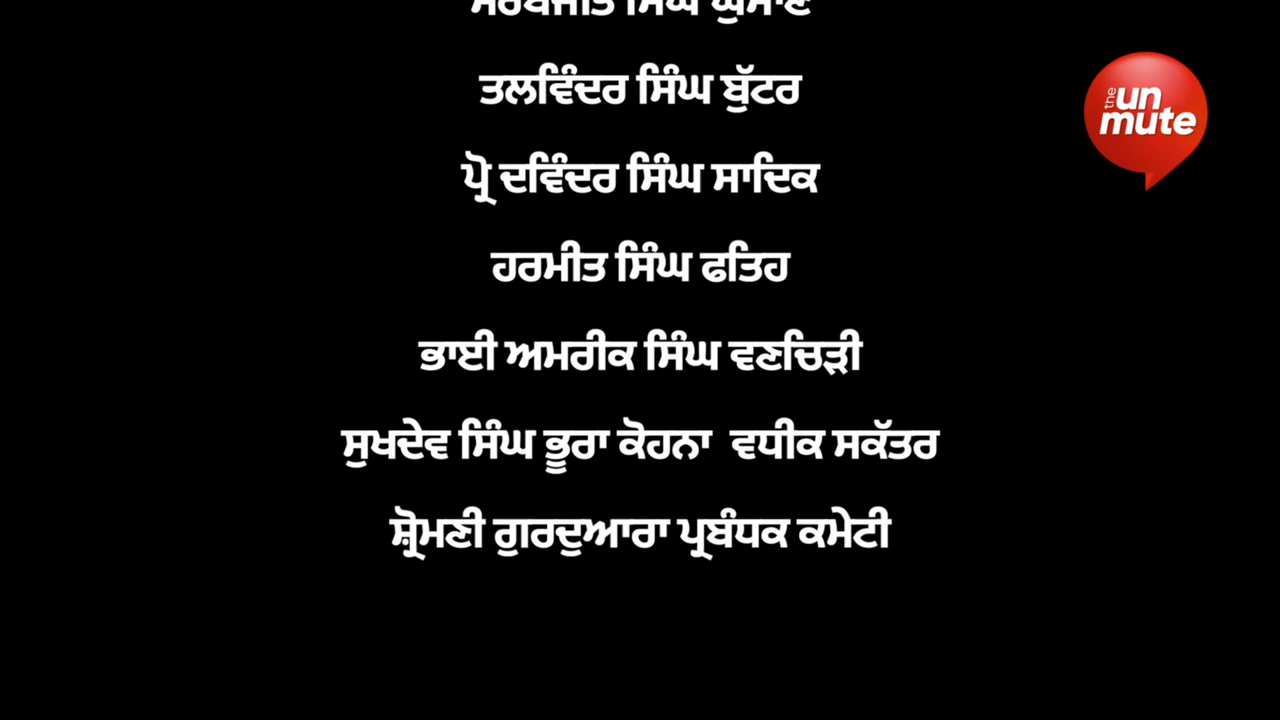 ਸਰਬਜੀਤ ਸਿੰਘ ਘੁਮਾਣ
ਤਲਵਿੰਦਰ ਸਿੰਘ ਬੁੱਟਰ
ਪ੍ਰੋ ਦਵਿੰਦਰ ਸਿੰਘ ਸਾਦਿਕ
ਹਰਮੀਤ ਸਿੰਘ ਫਤਿਹ
ਭਾਈ ਅਮਰੀਕ ਸਿੰਘ ਵਣਚਿੜੀ
ਸੁਖਦੇਵ ਸਿੰਘ ਭੂਰਾ ਕੋਹਨਾ ਵਧੀਕ ਸਕੱਤਰ
ਸ਼੍ਰੋਮਣੀ ਗੁਰਦੁਆਰਾ ਪ੍ਰਬੰਧਕ ਕਮੇਟੀ
the un
mute